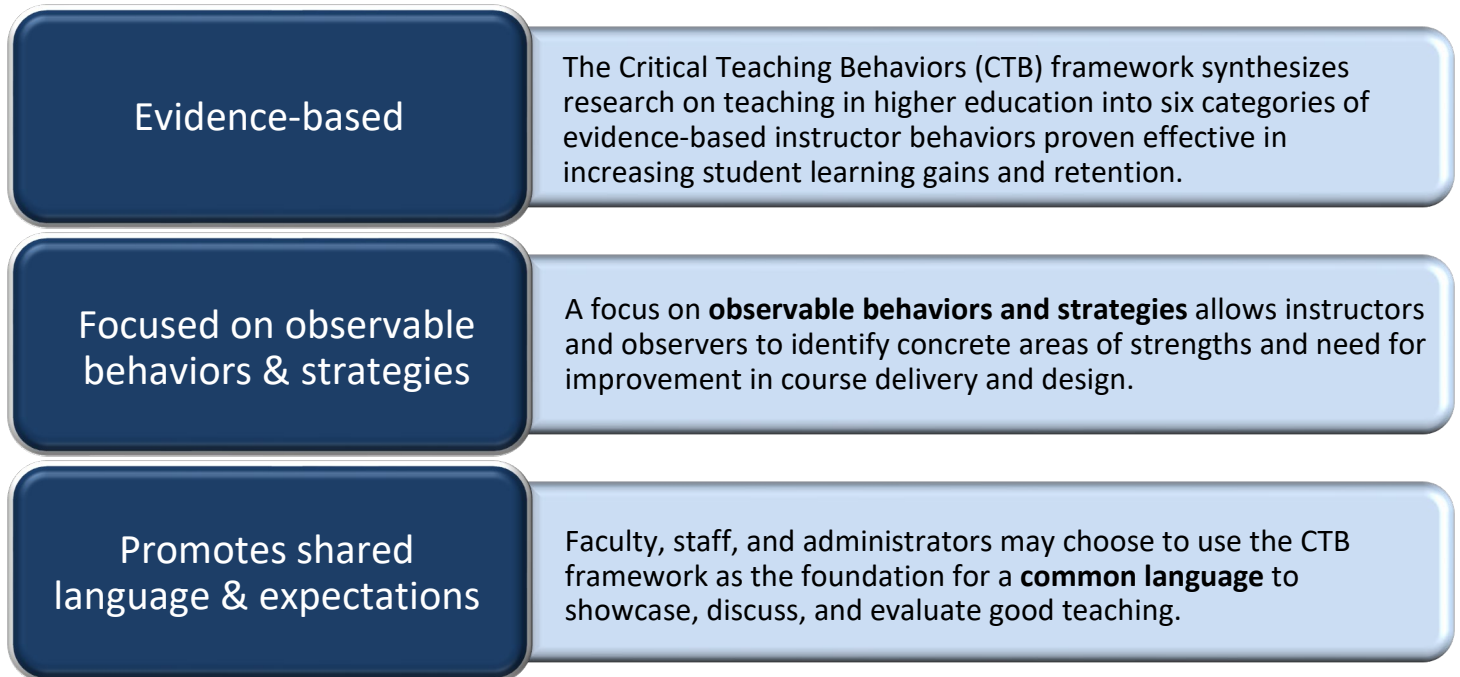 Evidence-based
The Critical Teaching Behaviors (CTB) framework synthesizes
research on teaching in higher education into six categories of
evidence-based instructor behaviors proven effective in
increasing student learning gains and retention.
Focused on observable
behaviors & strategies
A focus on observable behaviors and strategies allows instructors
and observers to identify concrete areas of strengths and need for
improvement in course delivery and design.
Promotes shared
language & expectations
Faculty, staff, and administrators may choose to use the CTB
framework as the foundation for a common language to
showcase, discuss, and evaluate good teaching.